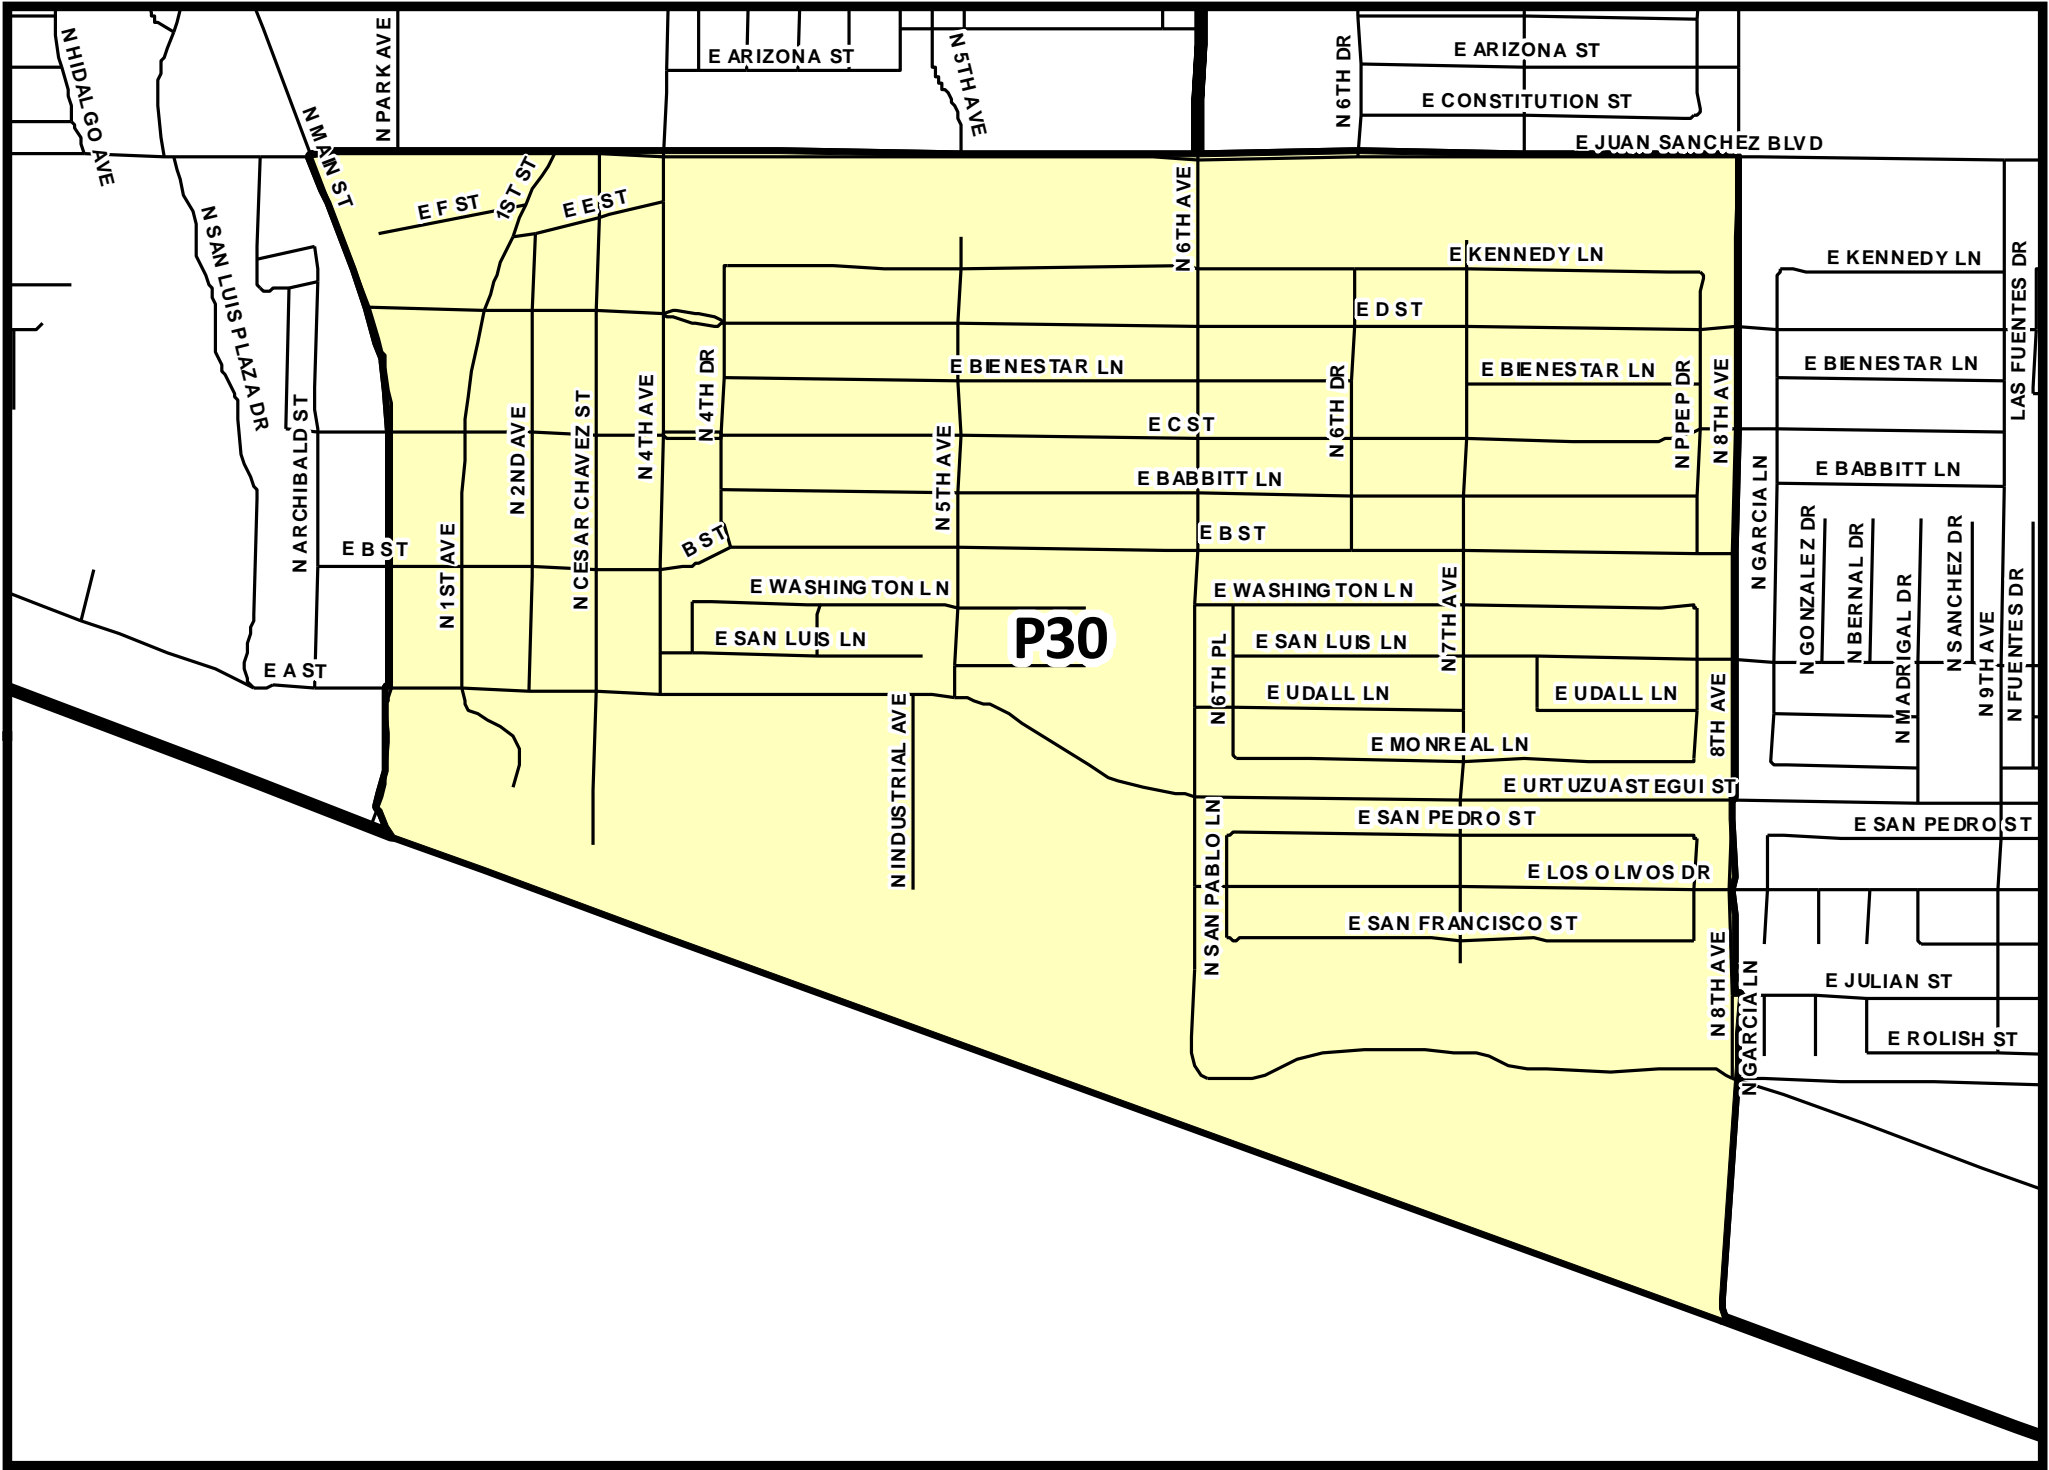 N HIDALGO AVE
N PARK AVE
E ARIZONA ST
N 5TH AVE
N 6TH DR
E ARIZONA ST
E CONSTITUTION ST
E JUAN SANCHEZ BLVD
N MAIN ST
1ST ST
E F ST
E E ST
N 6TH AVE
N SAN LUIS PLAZA DR
E KENNEDY LN
E KENNEDY LN
LAS FUENTES DR
E D ST
E BIENESTAR LN
E BIENESTAR LN
E BIENESTAR LN
N 4TH DR
N 4TH AVE
N 6TH DR
N P PEP DR
N 8TH AVE
N ARCHIBALD ST
N 2ND AVE
N CESAR CHAVEZ ST
E C ST
N 5TH AVE
E BABBITT LN
E BABBITT LN
N GARCIA LN
E B ST
N 1ST AVE
B ST
E B ST
N GONZALEZ DR
N BERNAL DR
N MADRIGAL DR
N SANCHEZ DR
N 9TH AVE
N FUENTES DR
E WASHINGTON LN
E WASHINGTON LN
N 7TH AVE
P30
E SAN LUIS LN
E SAN LUIS LN
N 6TH PL
E A ST
E UDALL LN
E UDALL LN
8TH AVE
N INDUSTRIAL AVE
E MONREAL LN
E URTUZUASTEGUI ST
N SAN PABLO LN
E SAN PEDRO ST
E SAN PEDRO ST
E LOS OLIVOS DR
E SAN FRANCISCO ST
N 8TH AVE
N GARCIA LN
E JULIAN ST
E ROLISH ST